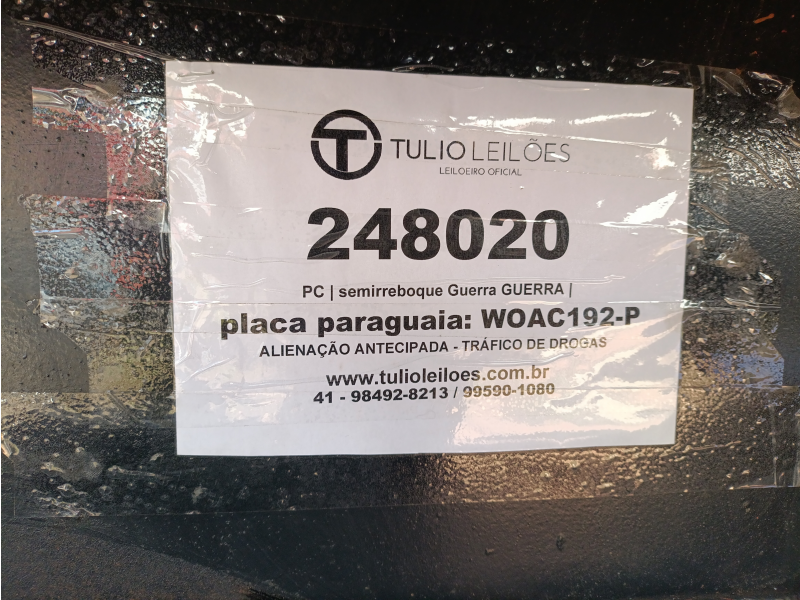 TULIO LEILÕES
LEILOEIRO OFICIAL
248020
PC | semirreboque Guerra GUERRA |
placa paraguaia: WOAC192-P
ALIENAÇÃO ANTECIPADA - TRÁFICO DE DROGAS
www.tulioleiloes.com.br
41 - 98492-8213 / 99590-1080